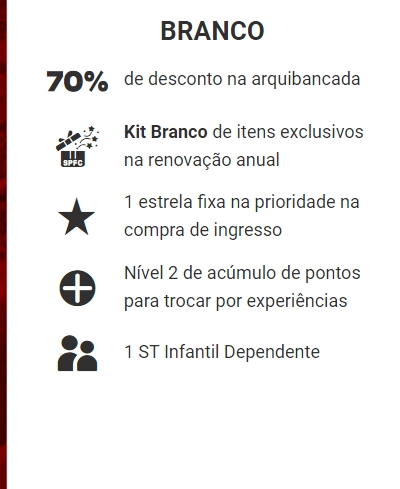 BRANCO
70% de desconto na arquibancada
Kit Branco de itens exclusivos
SPFC na renovação anual
1 estrela fixa na prioridade na
compra de ingresso
Nível 2 de acúmulo de pontos
para trocar por experiências
1 ST Infantil Dependente